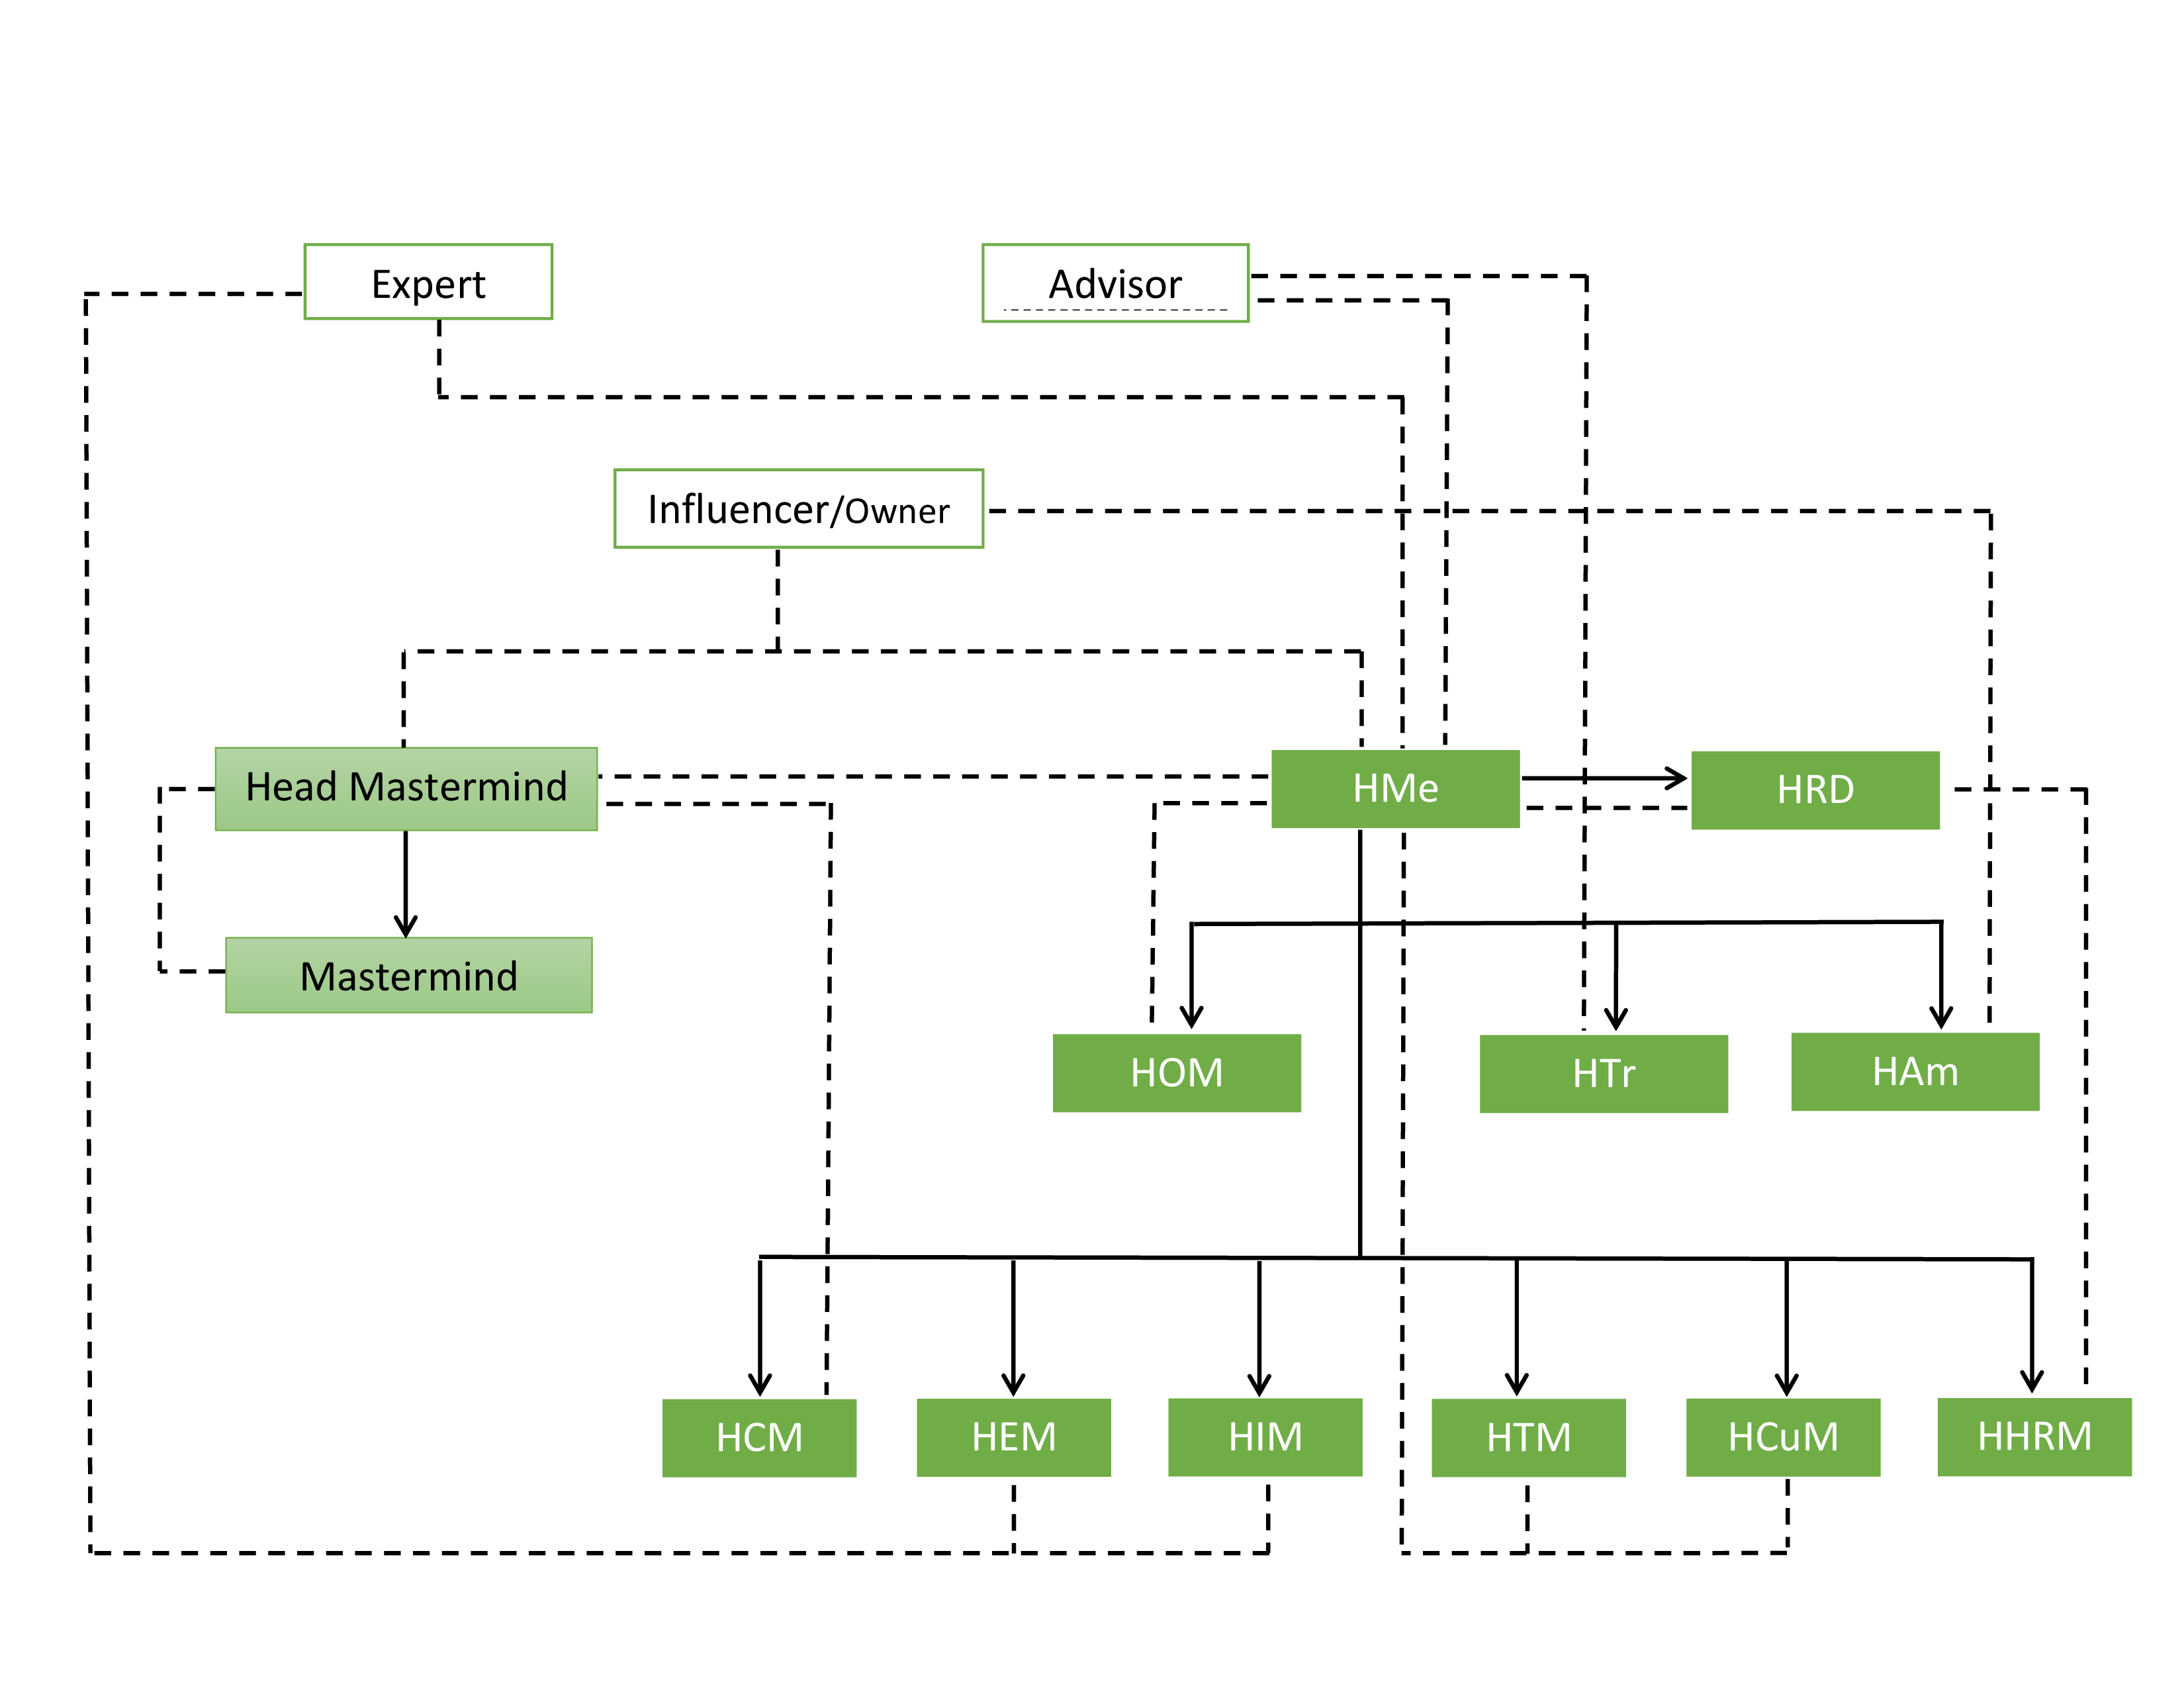 Expert
Advisor
Influencer/Owner
Head Mastermind
HMe
HRD
Mastermind
HOM
HTr
HAm
HCM
HEM
HIM
HTM
HCuM
HHRM